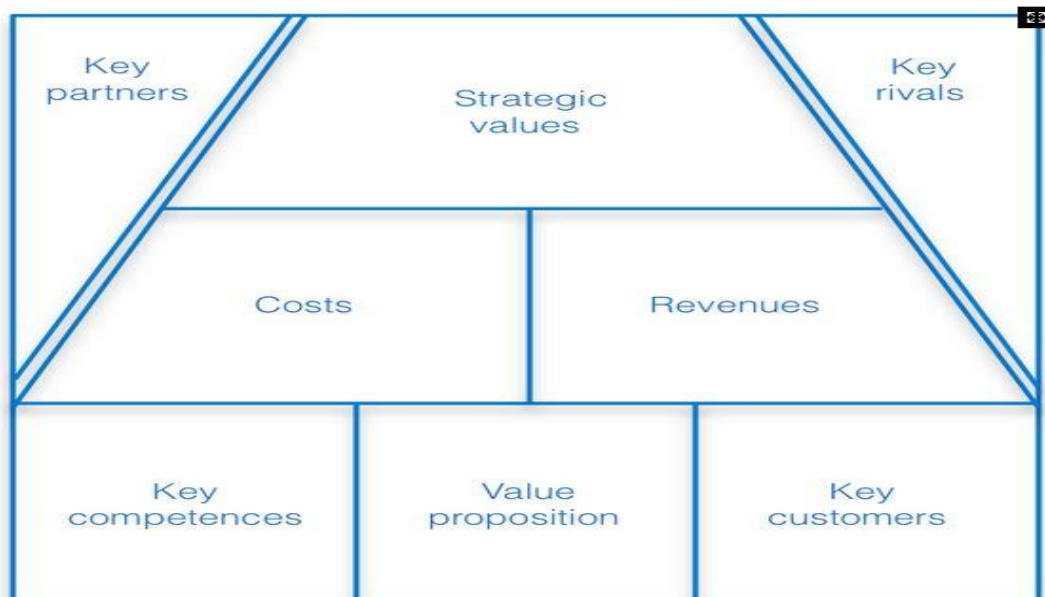 Key
partners
Strategic
values
Key
rivals
Costs
Revenues
Key
competences
Value
proposition
Key
customers